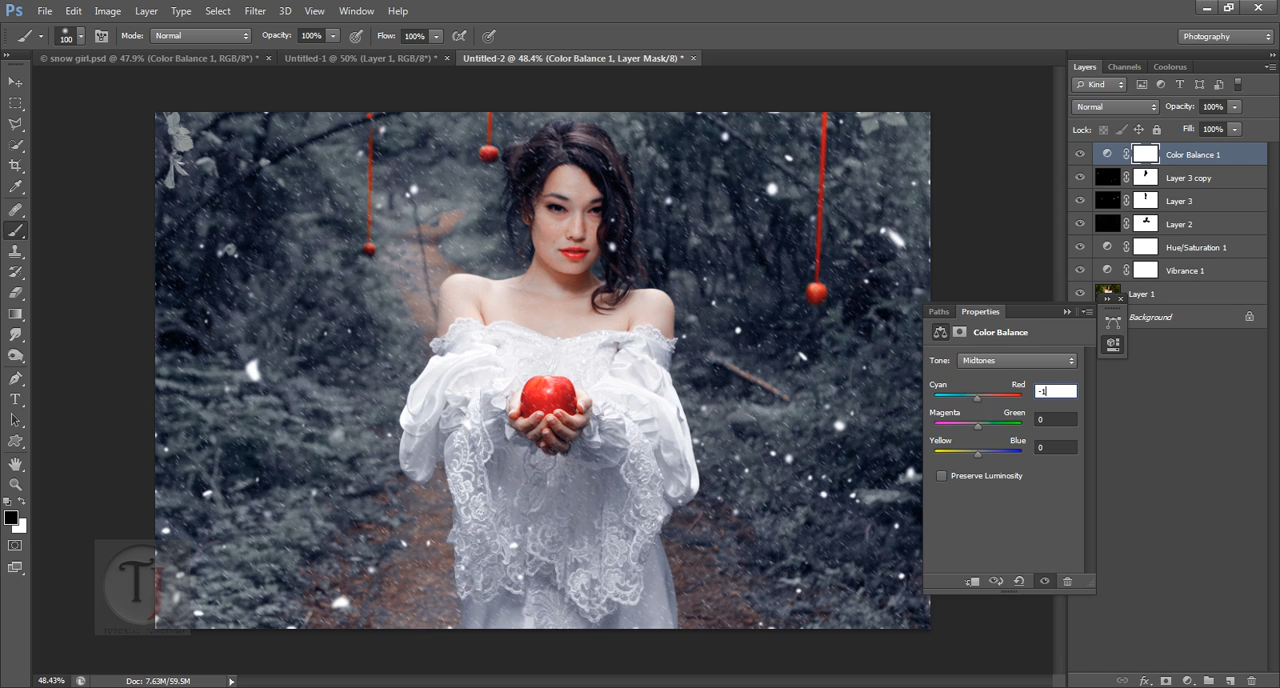 Ps File Edit Image Layer Type Select Filter 3D View Window Help
100 Mode: Normal Opacity: 100% Flow: 100% Photography
© snow girl.psd @ 47.9% (Color Balance 1, RGB/8*) * × Untitled-1 @ 50% (Layer 1, RGB/8*) * × Untitled-2 @ 48.4% (Color Balance 1, Layer Mask/8) * ×
Layers Channels Coolorus
Kind
Normal Opacity: 100%
Lock: Fill: 100%
Color Balance 1
Layer 3 copy
Layer 3
Layer 2
Hue/Saturation 1
Vibrance 1
Layer 1
Background
Paths Properties
Color Balance
Tone: Midtones
Cyan Red -1
Magenta Green 0
Yellow Blue 0
Preserve Luminosity
48.43% Doc: 7.63M/59.5M